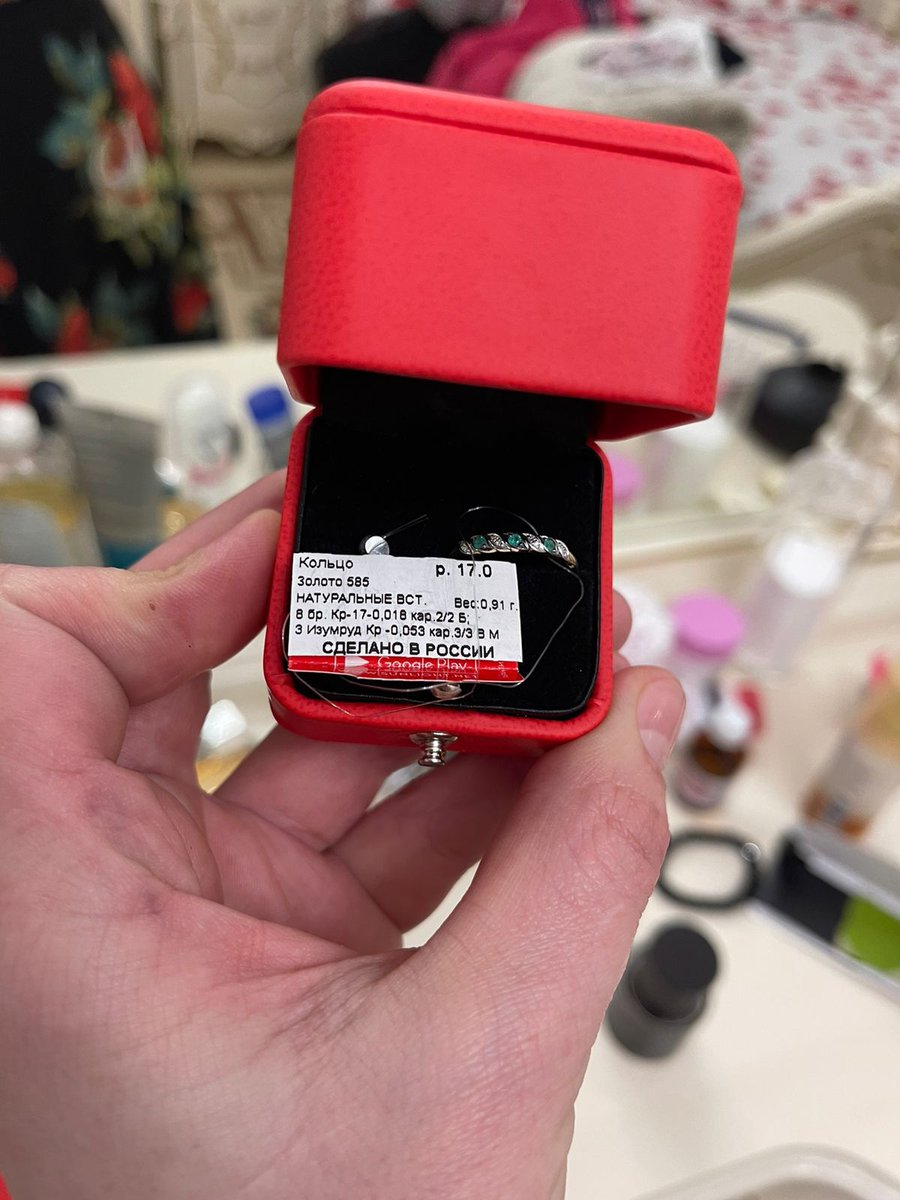 Кольцо р. 17.0
Золото 585
НАТУРАЛЬНЫЕ ВСТ. Вес:0,91 г.
8 бр. Кр-17-0,018 кар.2/2 Б;
3 Изумруд Кр -0,053 кар.3/3 В М
СДЕЛАНО В РОССИИ
Google Play